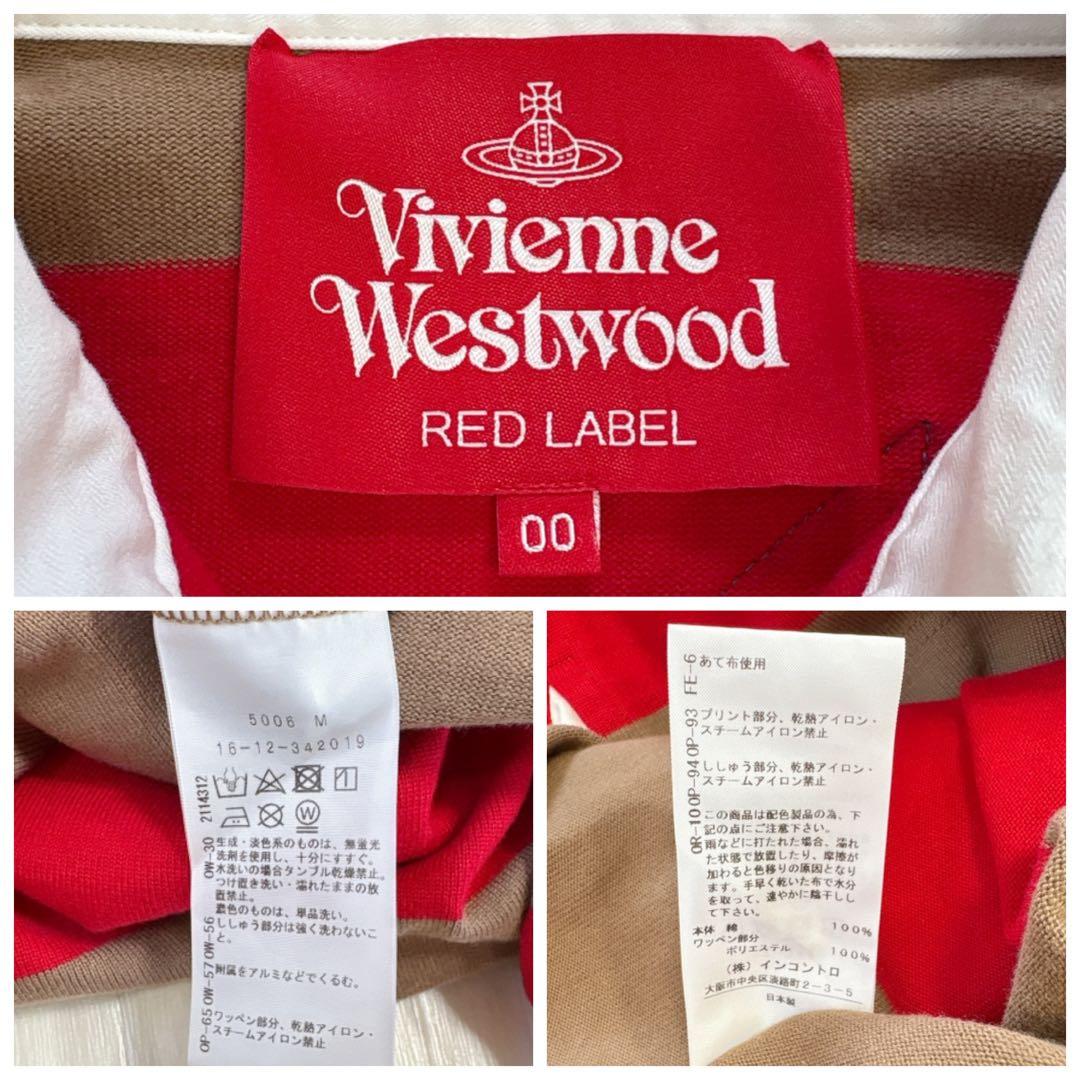 Vivienne
Westwood
RED LABEL
00
5006 M
16-12-342019
2114312
OW-30
OW-56
OW-57
OP-65
生成・淡色系のものは、無蛍光
洗剤を使用し、十分にすすぐ。
水洗いの場合タンブル乾燥禁止。
つけ置き洗い・濡れたままの放
置禁止。
濃色のものは、単品洗い。
ししゅう部分は強く洗わないこ
と。
附属をアルミなどでくるむ。
ワッペン部分、乾熱アイロン・
スチームアイロン禁止
FE-6
OP-93
OP-94
OR-10
あて布使用
プリント部分、乾熱アイロン・
スチームアイロン禁止
ししゅう部分、乾熱アイロン・
スチームアイロン禁止
この商品は配色製品の為、下
記の点にご注意下さい。
雨などに打たれた場合、濡れ
た状態で放置したり、摩擦が
加わると色移りの原因となり
ます。手早く乾いた布で水分
を取って、速やかに陰干しし
て下さい。
本体 綿 100%
ワッペン部分
ポリエステル 100%
(株) インコントロ
大阪市中央区淡路町2-3-5
日本製